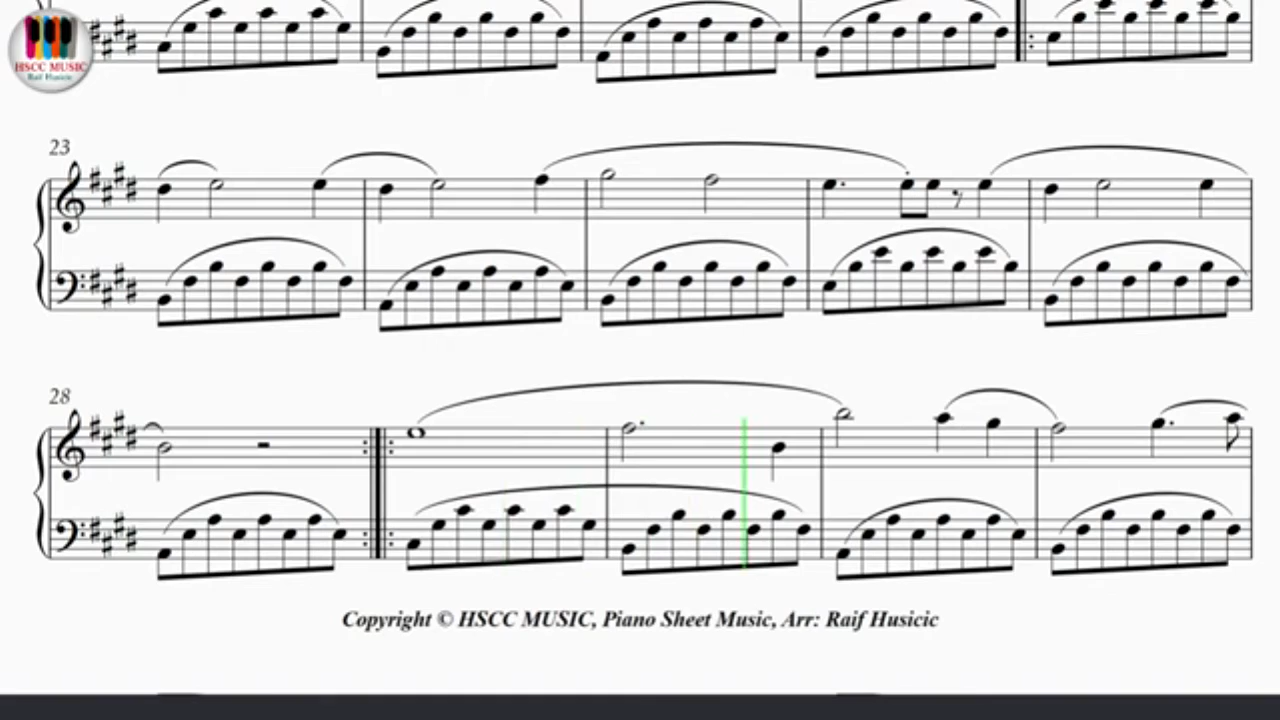 HSCC MUSIC
Raif Husicic
23
28
Copyright © HSCC MUSIC, Piano Sheet Music, Arr: Raif Husicic